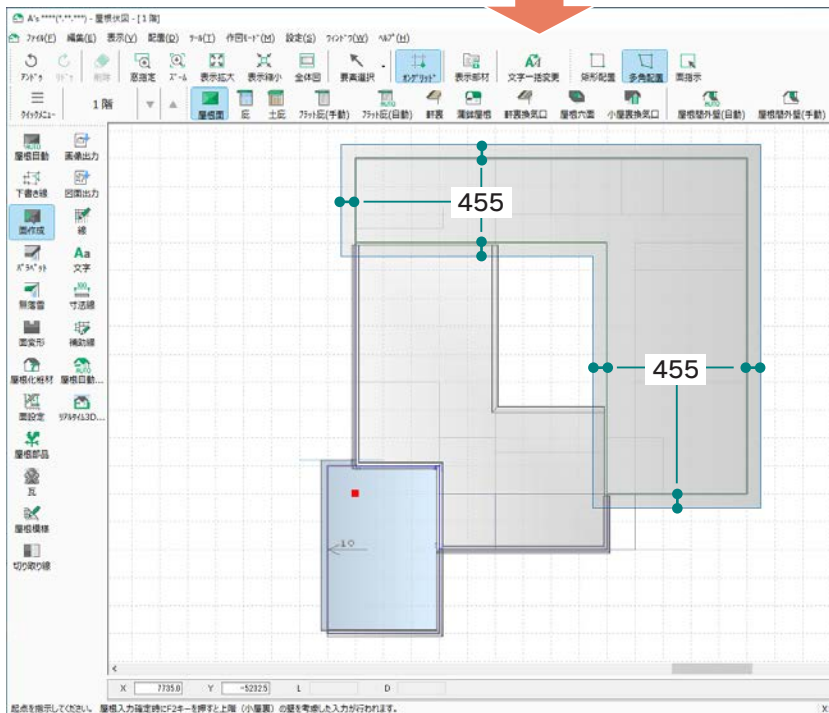 A's ****(*.**.***) - 屋根伏図 - [1 階]
ﾌｧｲﾙ(F) 編集(E) 表示(V) 配置(D) ﾂｰﾙ(T) 作図ﾓｰﾄﾞ(M) 設定(S) ｳｨﾝﾄﾞｳ(W) ﾍﾙﾌﾟ(H)
ｱﾝﾄﾞｩ ﾘﾄﾞｩ 削除 窓指定 ｽﾞｰﾑ 表示拡大 表示縮小 全体図 要素選択 ｵﾝｸﾞﾘｯﾄﾞ 表示部材 文字一括変更 矩形配置 多角配置 面指示
ｸｲｯｸﾒﾆｭｰ 1 階 屋根面 庇 土庇 ﾌﾗｯﾄ庇(手動) ﾌﾗｯﾄ庇(自動) 軒裏 薄鉄屋根 軒裏換気口 屋根穴面 小屋裏換気口 屋根間外壁(自動) 屋根間外壁(手動)
屋根自動 画像出力
下書き線 図面出力
面作成 線
ﾊﾟﾗﾍﾟｯﾄ 文字
無落雪 寸法線
面変形 補助線
屋根化粧材 屋根自動...
面設定 ﾘｱﾙﾀｲﾑ3D...
屋根部品
瓦
屋根模様
切り取り線
455
455
10
X 7735.0 Y -5232.5 L D
起点を指示してください。 屋根入力確定時にF2キーを押すと上階（小屋裏）の壁を考慮した入力が行われます。 X